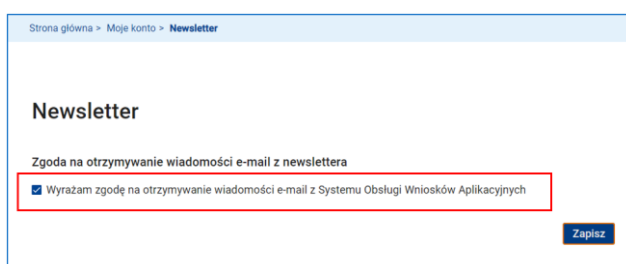 Strona główna > Moje konto > Newsletter
Newsletter
Zgoda na otrzymywanie wiadomości e-mail z newslettera
Wyrażam zgodę na otrzymywanie wiadomości e-mail z Systemu Obsługi Wniosków Aplikacyjnych
Zapisz